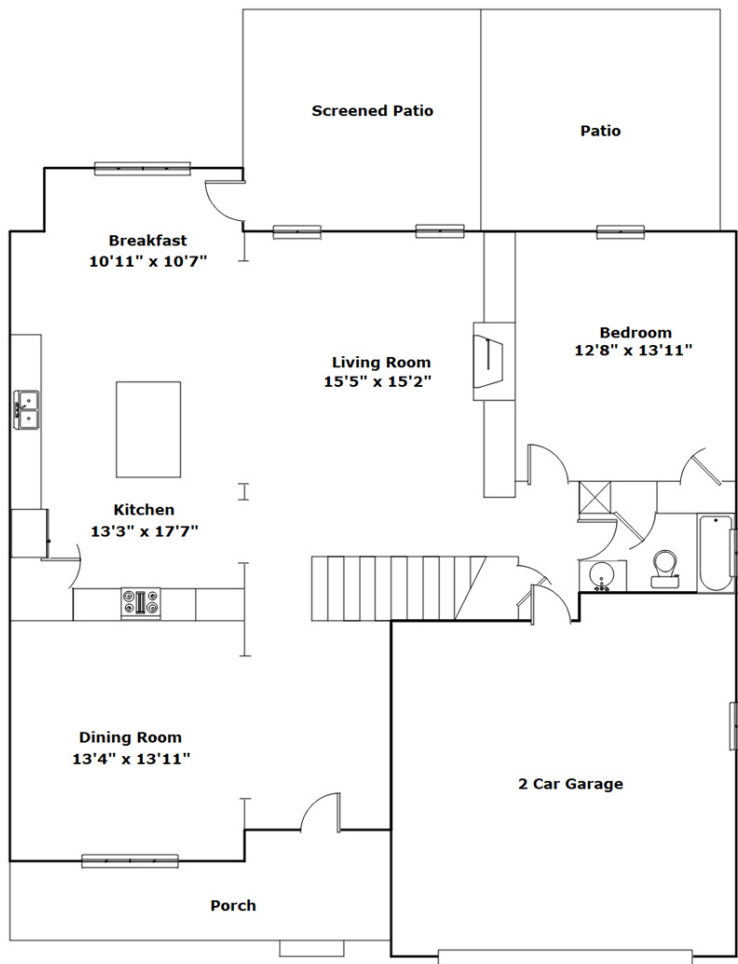 Screened Patio
Patio
Breakfast
10'11" x 10'7"
Living Room
15'5" x 15'2"
Bedroom
12'8" x 13'11"
Kitchen
13'3" x 17'7"
Dining Room
13'4" x 13'11"
2 Car Garage
Porch